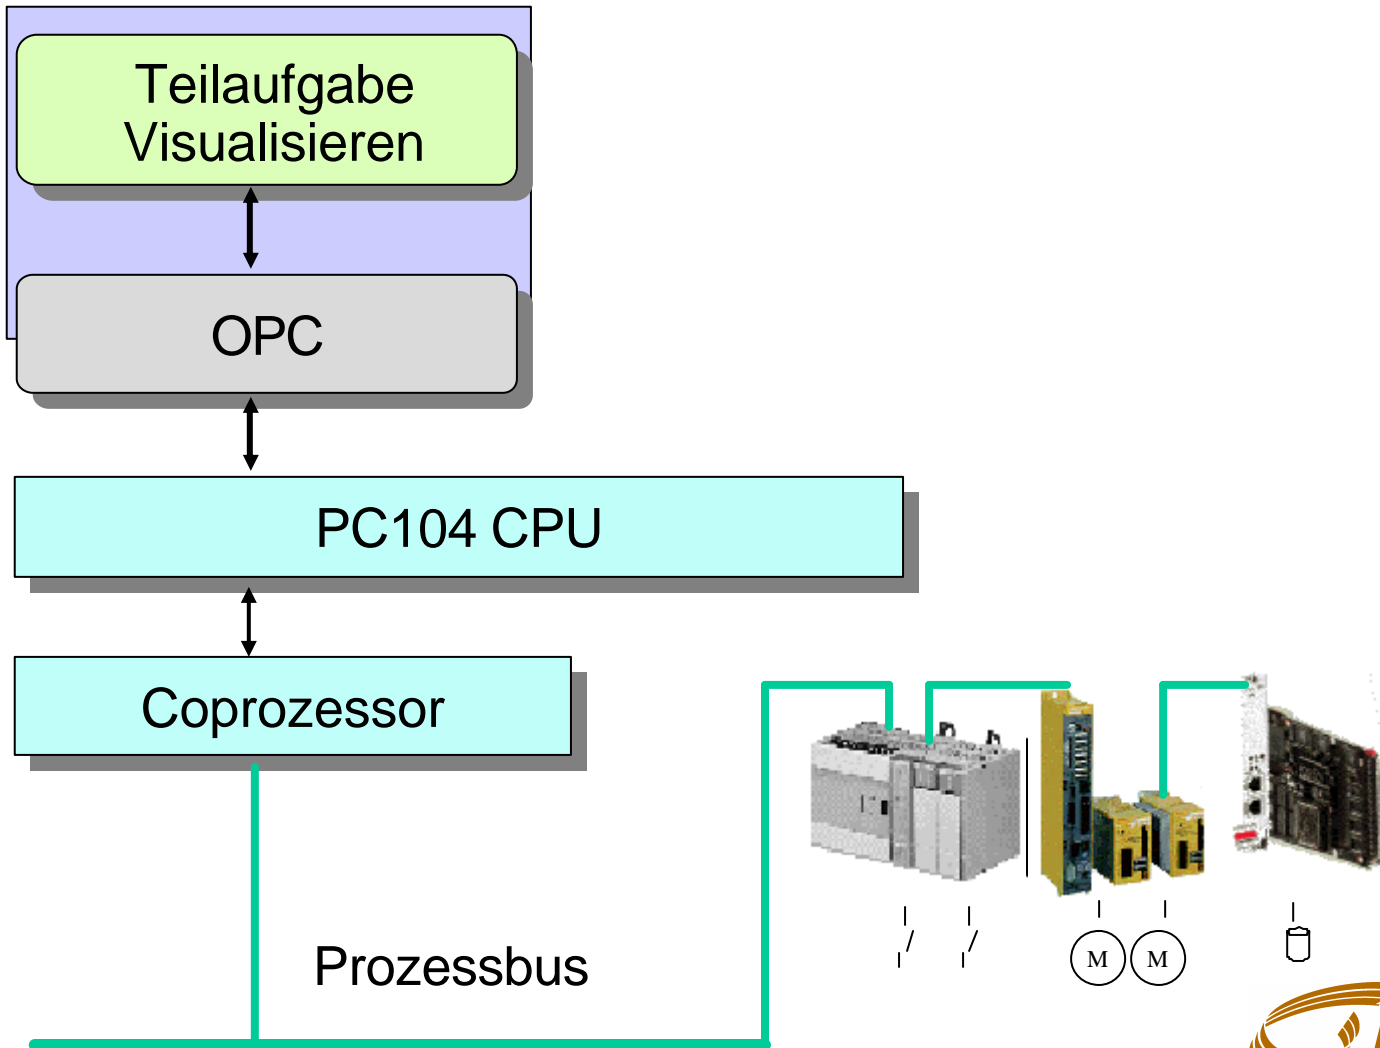 Teilaufgabe
Visualisieren
OPC
PC104 CPU
Coprozessor
Prozessbus
M
M